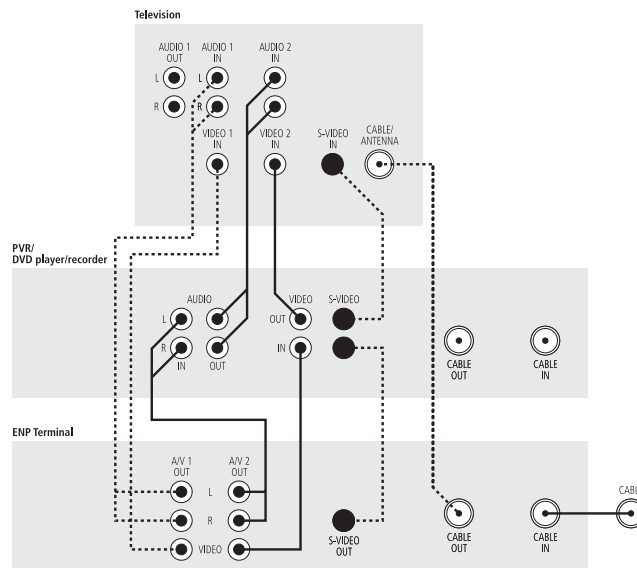 Television
AUDIO 1 OUT
AUDIO 1 IN
AUDIO 2 IN
L
L
R
R
VIDEO 1 IN
VIDEO 2 IN
S-VIDEO IN
CABLE/ ANTENNA
PVR/
DVD player/recorder
AUDIO
VIDEO
S-VIDEO
L
OUT
R
IN
IN
OUT
CABLE OUT
CABLE IN
ENP Terminal
A/V 1 OUT
A/V 2 OUT
L
R
VIDEO
S-VIDEO OUT
CABLE OUT
CABLE IN